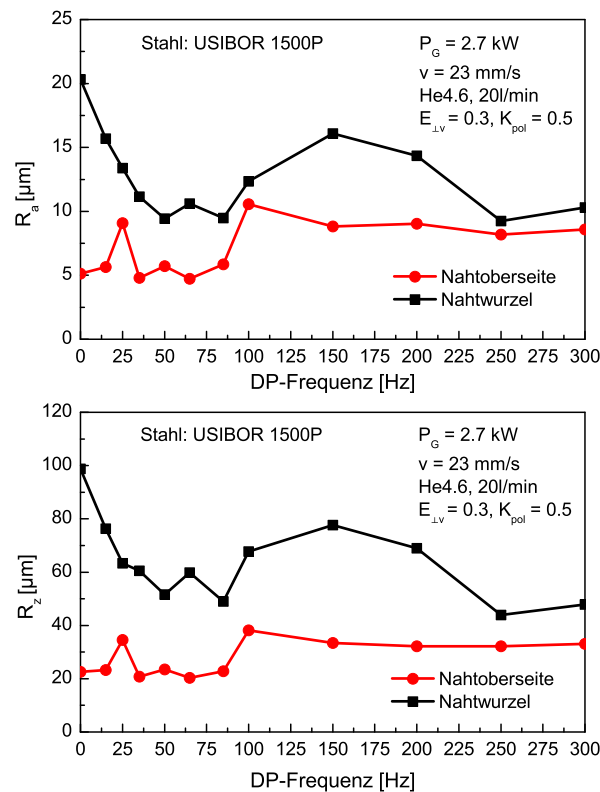 Stahl: USIBOR 1500P
P_G = 2.7 kW
v = 23 mm/s
He4.6, 20l/min
E_⊥v = 0.3, K_pol = 0.5
R_a [µm]
25
20
15
10
5
0
Nahtoberseite
Nahtwurzel
0 25 50 75 100 125 150 175 200 225 250 275 300
DP-Frequenz [Hz]
Stahl: USIBOR 1500P
P_G = 2.7 kW
v = 23 mm/s
He4.6, 20l/min
E_⊥v = 0.3, K_pol = 0.5
R_z [µm]
120
100
80
60
40
20
0
Nahtoberseite
Nahtwurzel
0 25 50 75 100 125 150 175 200 225 250 275 300
DP-Frequenz [Hz]